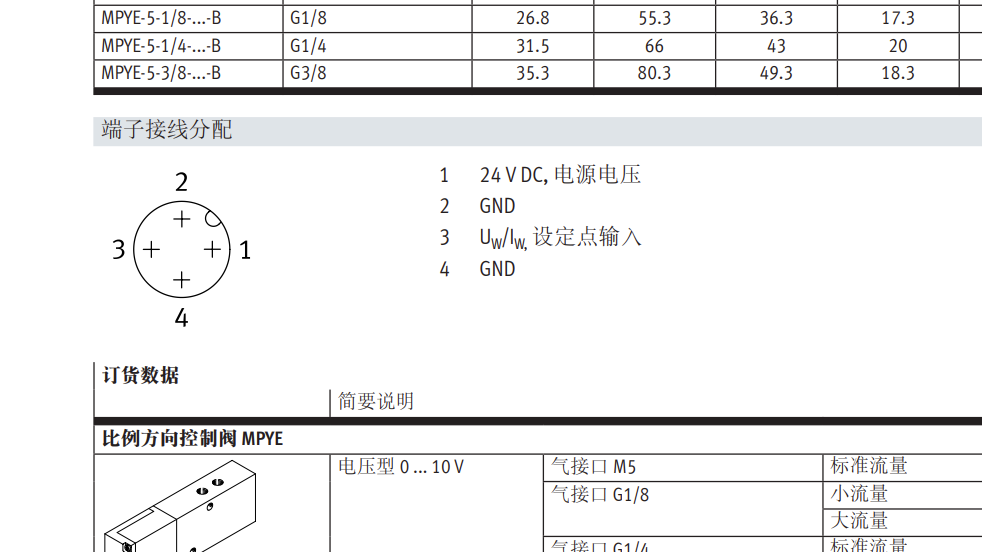 MPYE-5-1/8-...-B G1/8 26.8 55.3 36.3 17.3
MPYE-5-1/4-...-B G1/4 31.5 66 43 20
MPYE-5-3/8-...-B G3/8 35.3 80.3 49.3 18.3
端子接线分配
2
3 1
4
1 24 V DC, 电源电压
2 GND
3 UW/IW, 设定点输入
4 GND
订货数据
简要说明
比例方向控制阀 MPYE
电压型 0 ... 10 V 气接口 M5 标准流量
气接口 G1/8 小流量
大流量
气接口 G1/4 标准流量